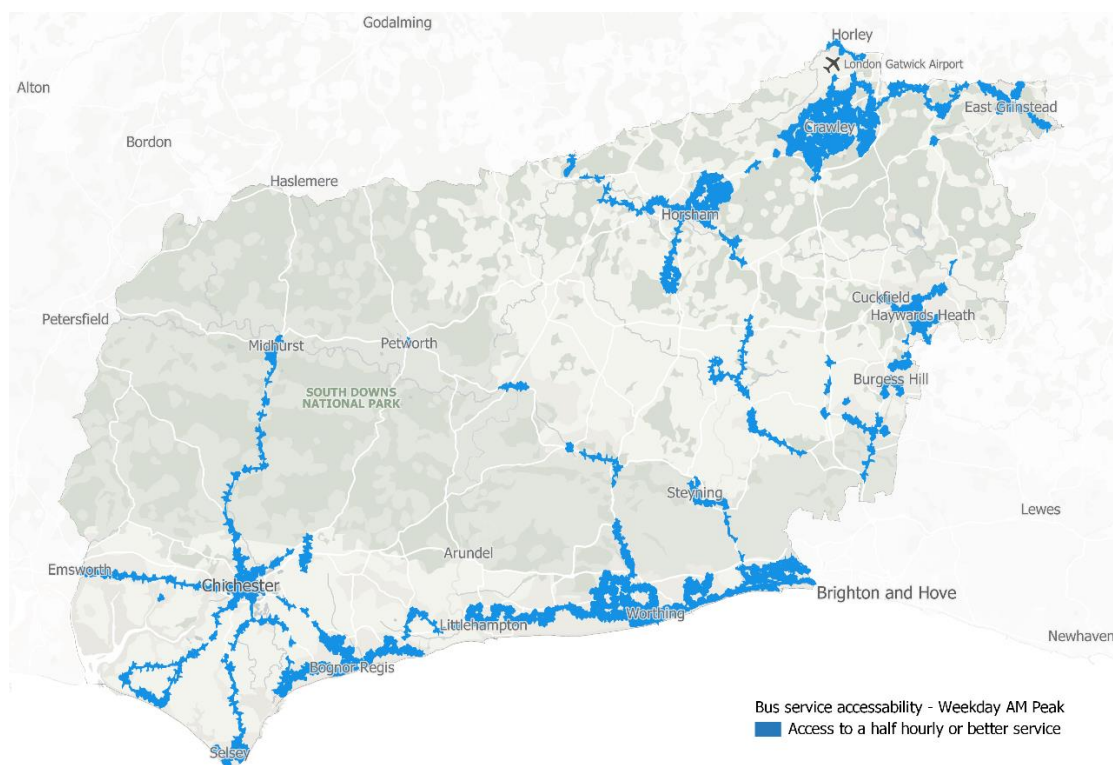 Godalming
Horley
London Gatwick Airport
Alton
East Grinstead
Crawley
Bordon
Haslemere
Horsham
Cuckfield
Haywards Heath
Petersfield
Midhurst
Petworth
Burgess Hill
SOUTH DOWNS
NATIONAL PARK
Steyning
Lewes
Arundel
Emsworth
Chichester
Brighton and Hove
Worthing
Littlehampton
Newhaven
Bognor Regis
Selsey
Bus service accessability - Weekday AM Peak
Access to a half hourly or better service